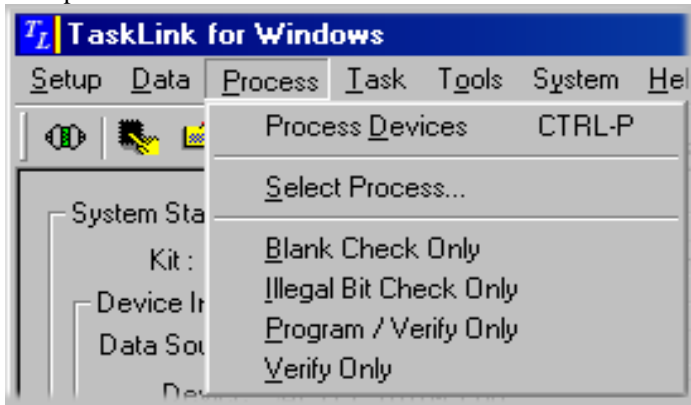 TL TaskLink for Windows
Setup Data Process Task Tools System Hel
Process Devices CTRL-P
Select Process...
System Sta
Blank Check Only
Kit :
Illegal Bit Check Only
Device In
Program / Verify Only
Data Sou
Verify Only